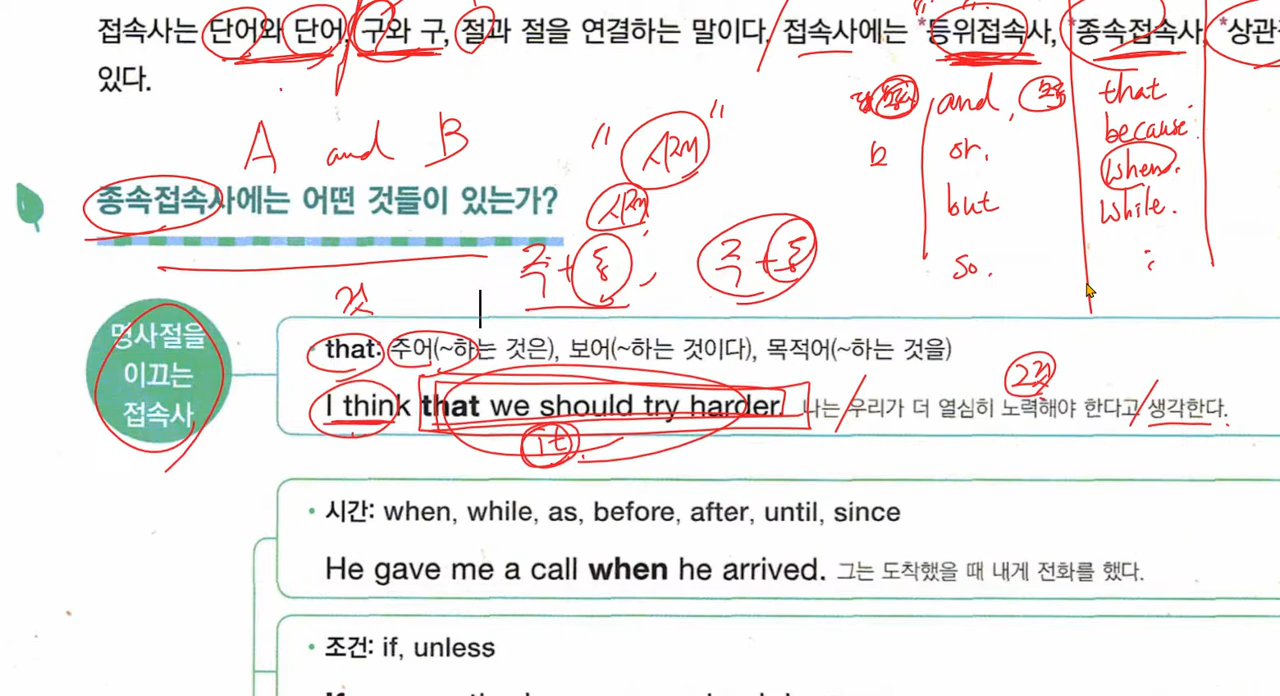 접속사는 단어와 단어, 구와 구, 절과 절을 연결하는 말이다. 접속사에는 *등위접속사, *종속접속사, *상관
있다.
and, that
because
A and B 시계 or. when.
but while.
종속접속사에는 어떤 것들이 있는가?
주+동, 주+동 so.
것
명사절을
이끄는
접속사
• that: 주어(~하는 것은), 보어(~하는 것이다), 목적어(~하는 것을)
I think that we should try harder. 나는 우리가 더 열심히 노력해야 한다고 생각한다.
it
• 시간: when, while, as, before, after, until, since
He gave me a call when he arrived. 그는 도착했을 때 내게 전화를 했다.
• 조건: if, unless